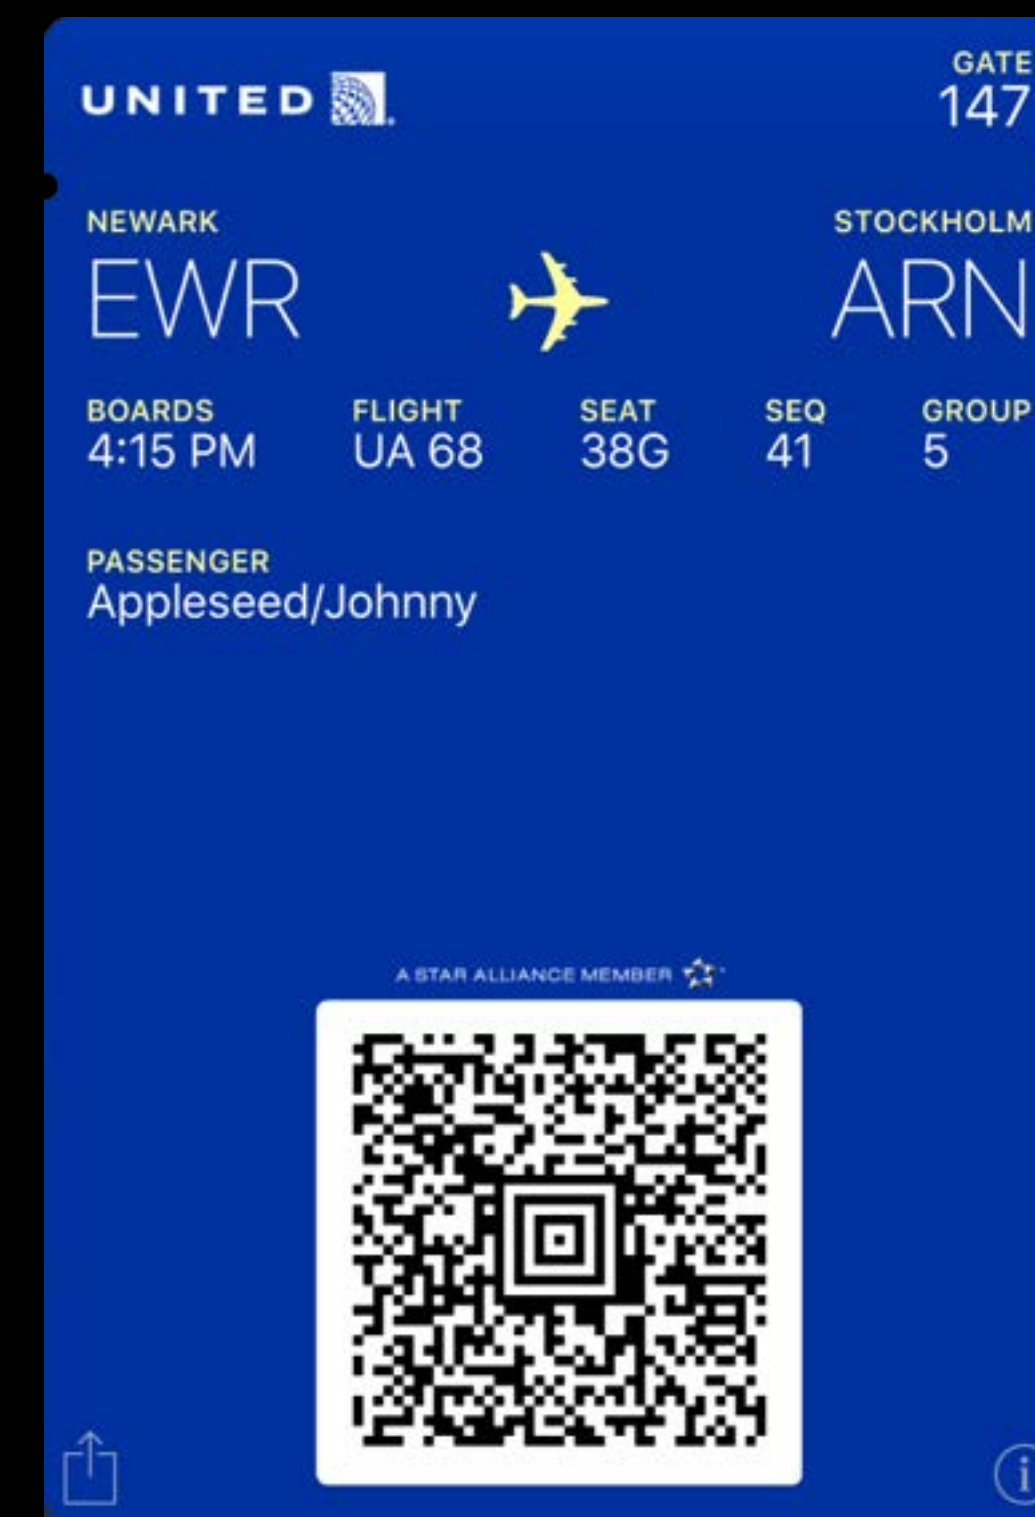 UNITED
GATE
147
NEWARK
STOCKHOLM
EWR
ARN
BOARDS
FLIGHT
SEAT
SEQ
GROUP
4:15 PM
UA 68
38G
41
5
PASSENGER
Appleseed/Johnny
A STAR ALLIANCE MEMBER